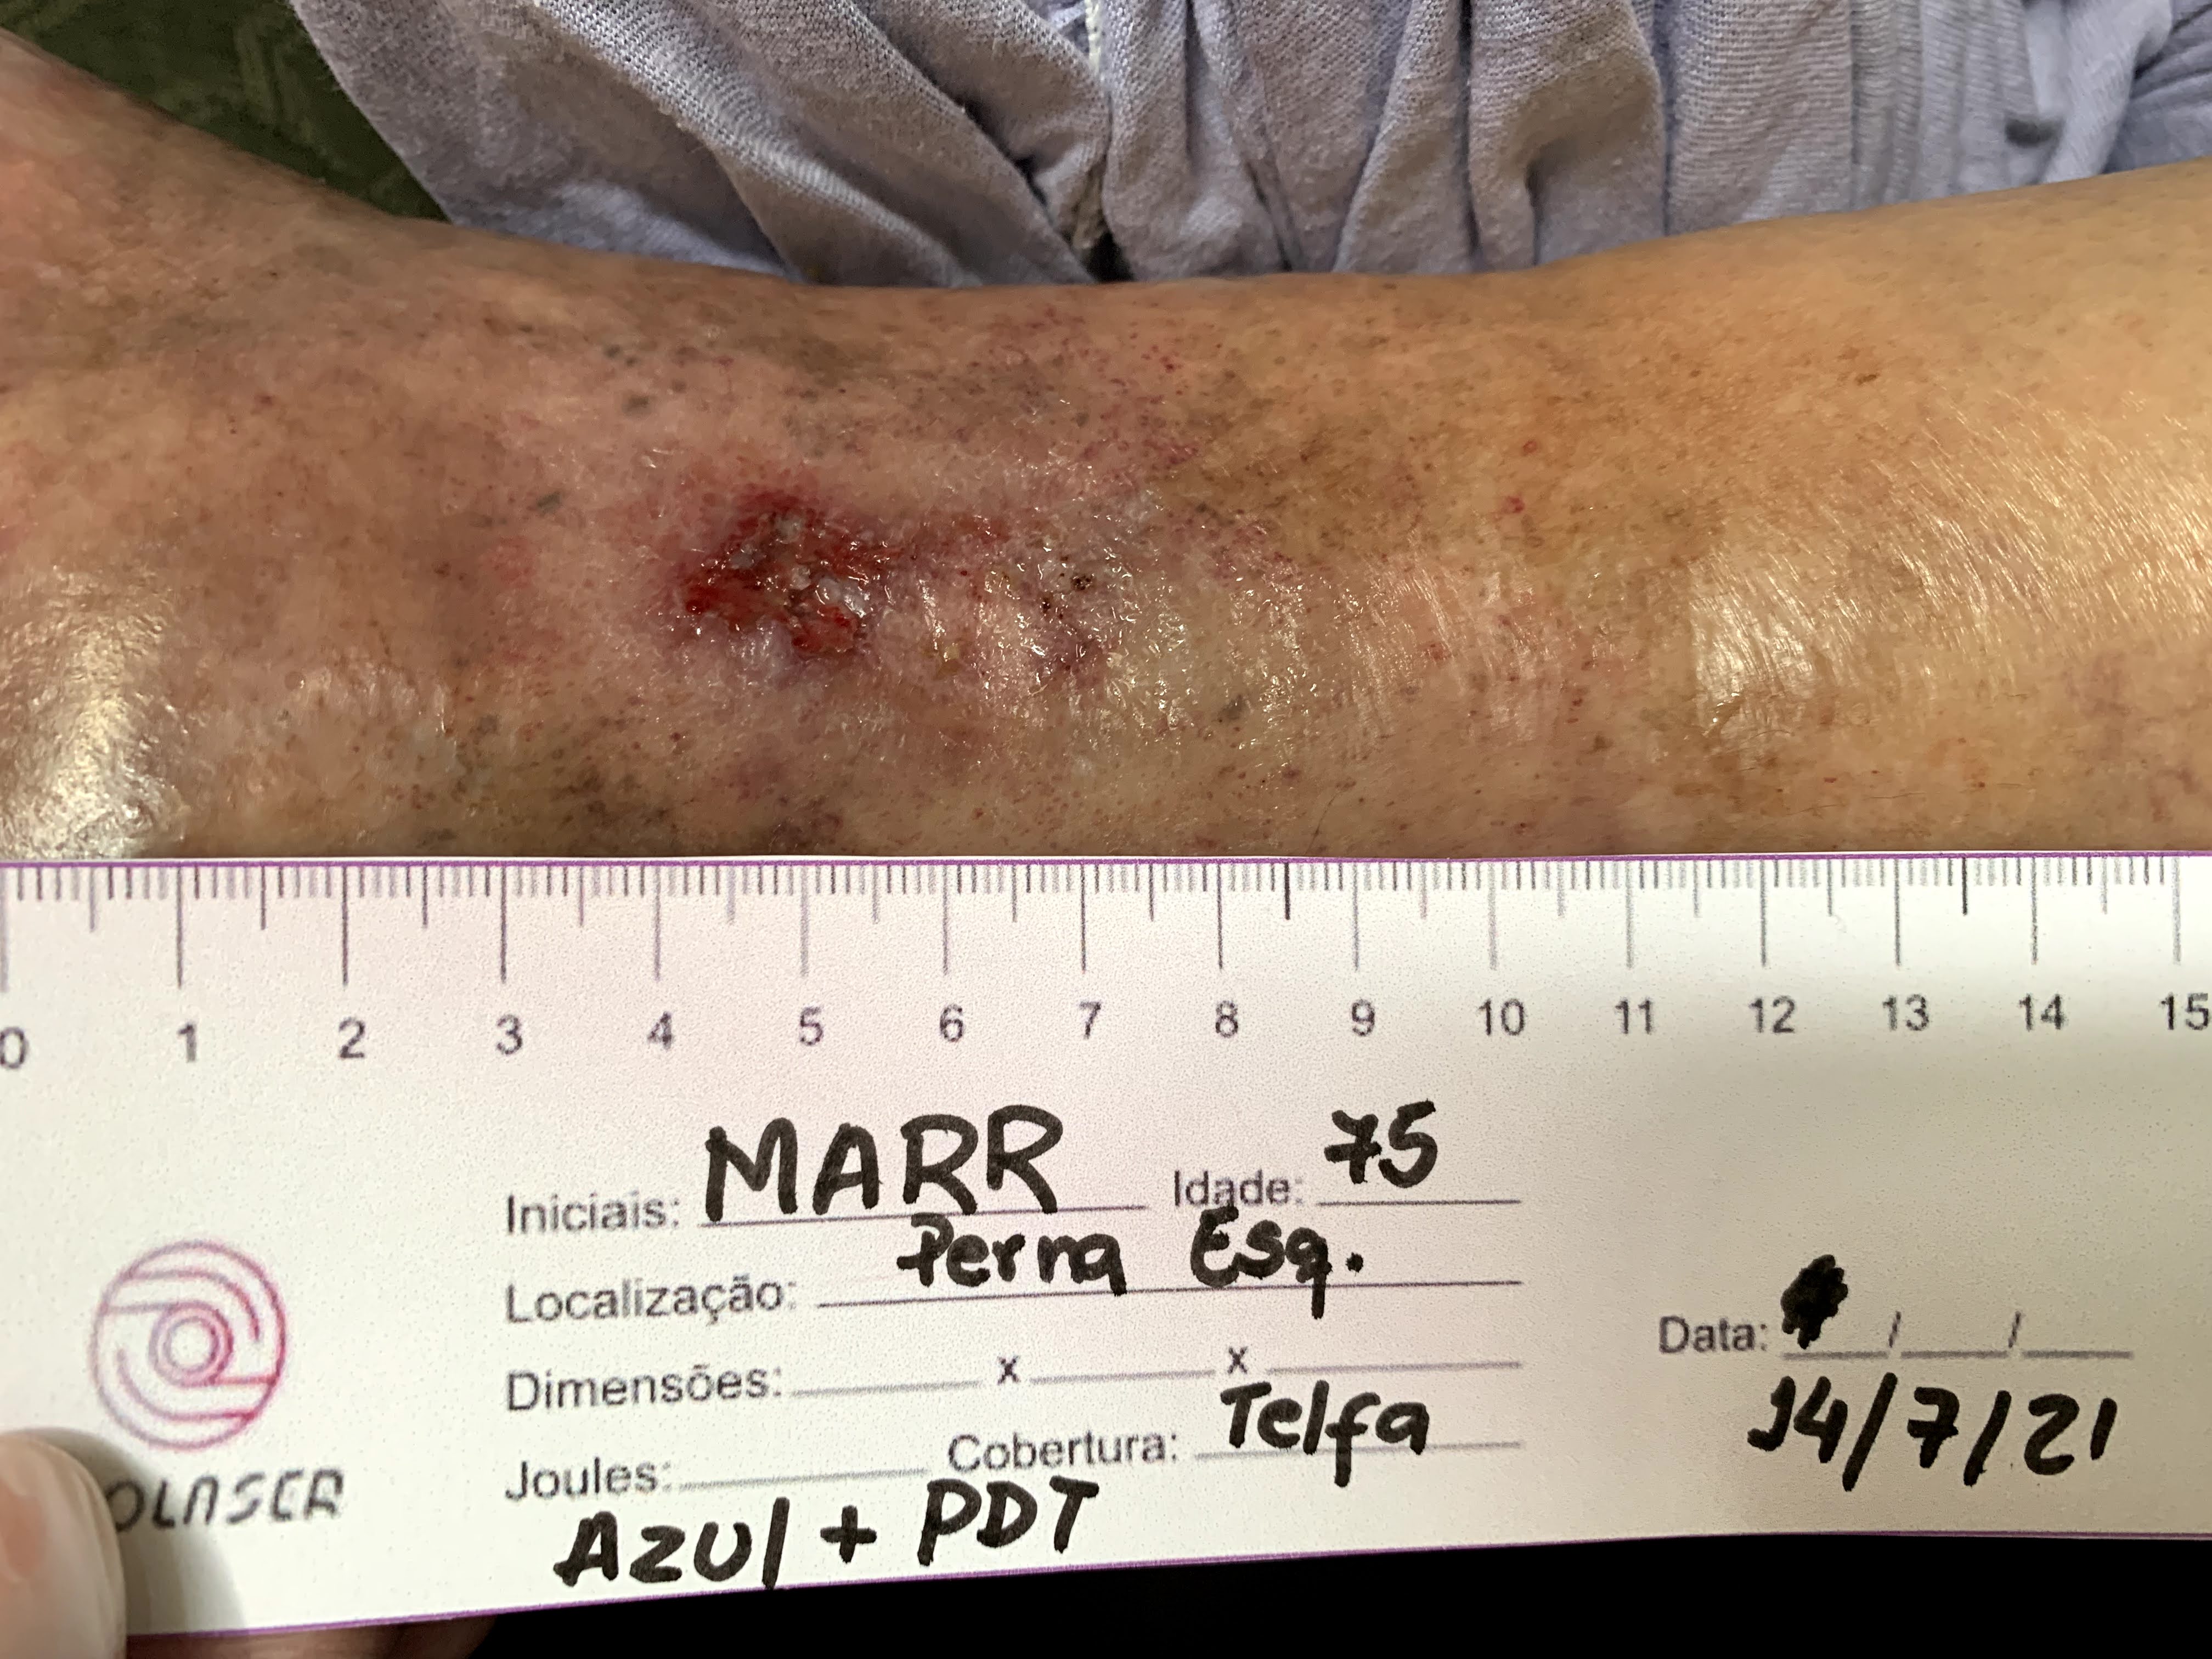 0 1 2 3 4 5 6 7 8 9 10 11 12 13 14 15
Iniciais: MARR Idade: 75
Localização: Perna Esq.
Dimensões: x x
Data: / /
14/7/21
Joules: Cobertura: Telfa
AZUl + PDT
OLASER